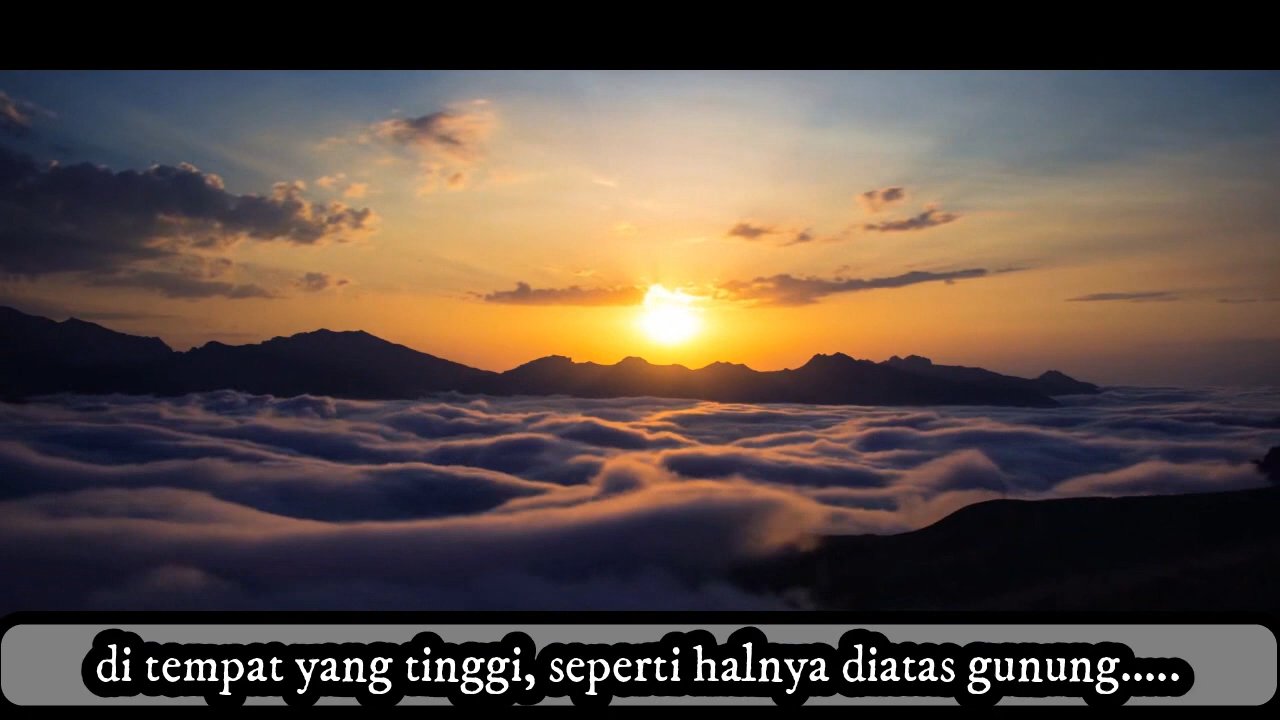 di tempat yang tinggi, seperti halnya diatas gunung.....